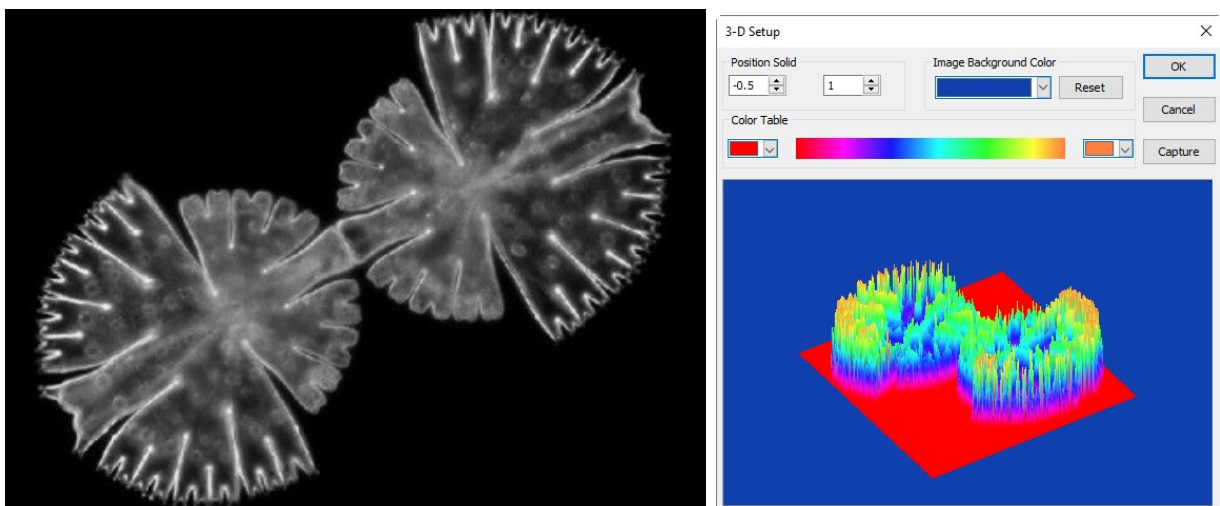 3-D Setup
Position Solid
Image Background Color
OK
-0.5
1
Reset
Cancel
Color Table
Capture